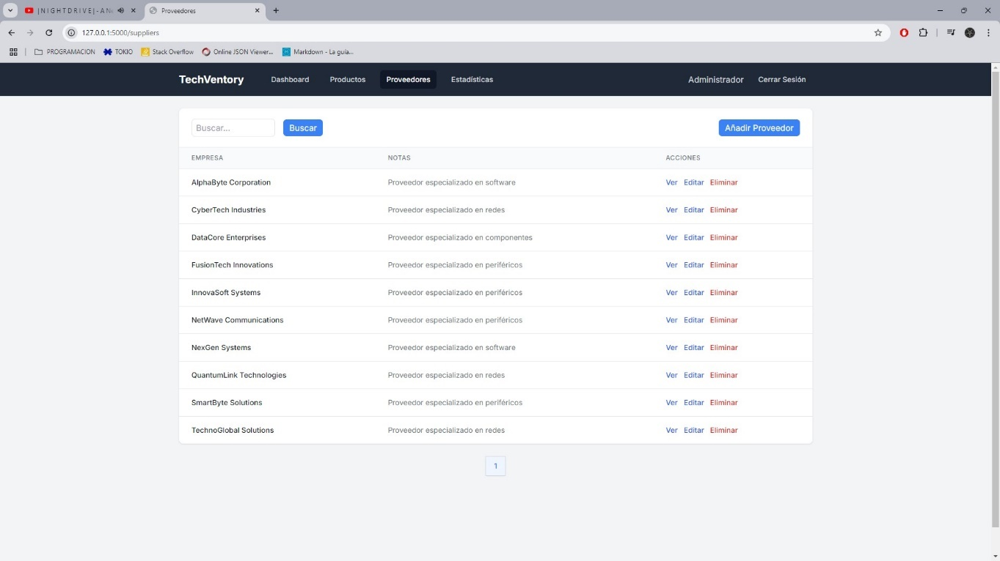 |NIGHTDRIVE|-AN
Proveedores
127.0.0.1:5000/suppliers
PROGRAMACION TOKIO Stack Overflow Online JSON Viewer... Markdown - La guía...
TechVentory Dashboard Productos Proveedores Estadísticas Administrador Cerrar Sesión
Buscar... Buscar Añadir Proveedor
EMPRESA NOTAS ACCIONES
AlphaByte Corporation Proveedor especializado en software Ver Editar Eliminar
CyberTech Industries Proveedor especializado en redes Ver Editar Eliminar
DataCore Enterprises Proveedor especializado en componentes Ver Editar Eliminar
FusionTech Innovations Proveedor especializado en periféricos Ver Editar Eliminar
InnovaSoft Systems Proveedor especializado en periféricos Ver Editar Eliminar
NetWave Communications Proveedor especializado en periféricos Ver Editar Eliminar
NexGen Systems Proveedor especializado en software Ver Editar Eliminar
QuantumLink Technologies Proveedor especializado en redes Ver Editar Eliminar
SmartByte Solutions Proveedor especializado en periféricos Ver Editar Eliminar
TechnoGlobal Solutions Proveedor especializado en redes Ver Editar Eliminar
1